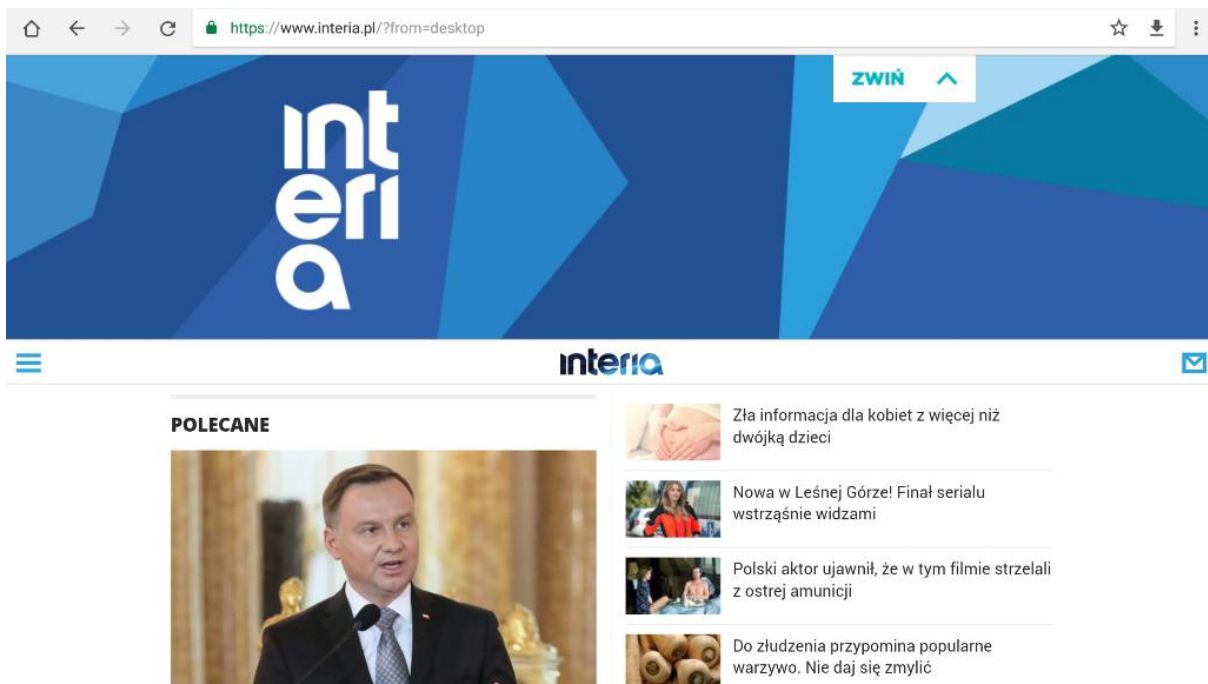 https://www.interia.pl/?from=desktop
ZWIŃ
int
eri
a
interia
POLECANE
Zła informacja dla kobiet z więcej niż
dwójką dzieci
Nowa w Leśnej Górze! Finał serialu
wstrząśnie widzami
Polski aktor ujawnił, że w tym filmie strzelali
z ostrej amunicji
Do złudzenia przypomina popularne
warzywo. Nie daj się zmylić